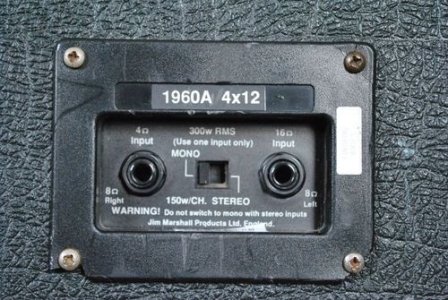 1960A 4x12
4Ω 300w RMS 16Ω
Input (Use one input only) Input
MONO
8Ω 8Ω
Right 150w/CH. STEREO Left
WARNING! Do not switch to mono with stereo inputs
Jim Marshall Products Ltd, England.